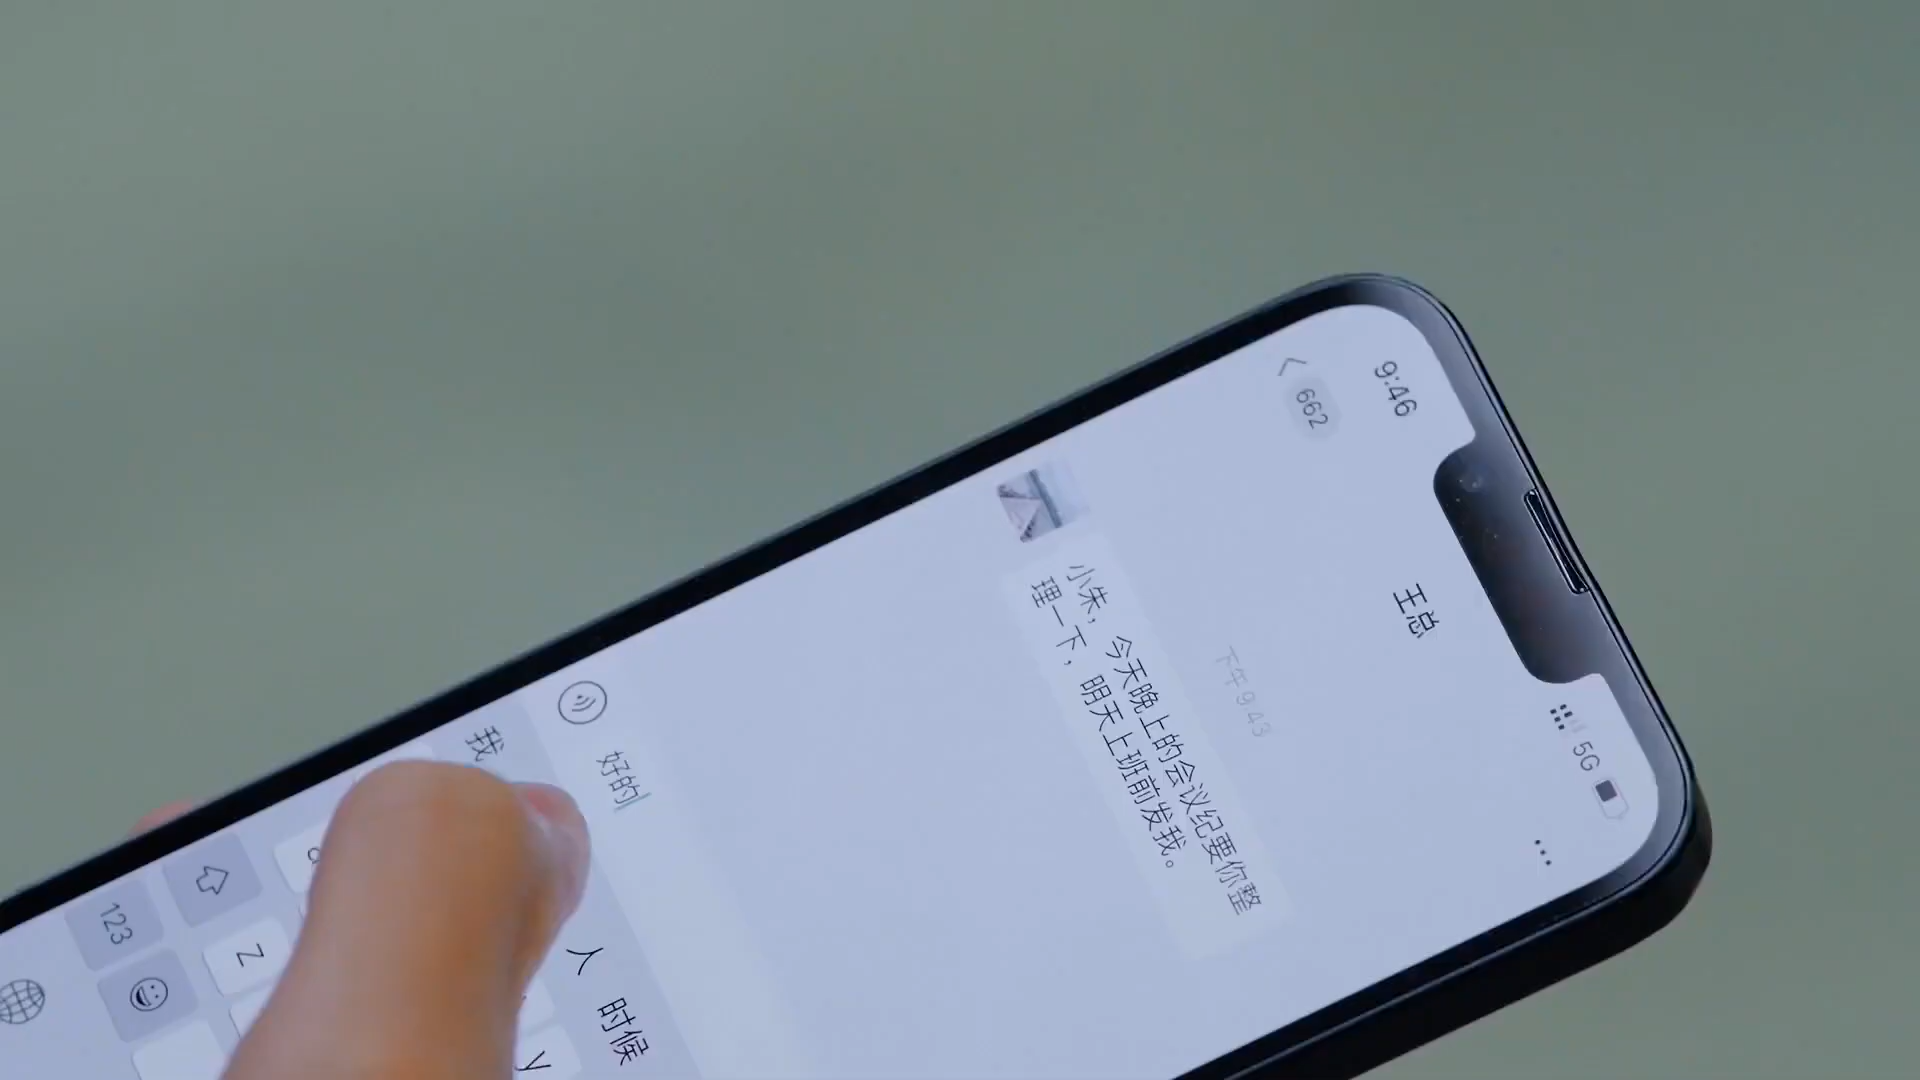 9:46
5G
662
王总
下午9:43
小朱，今天晚上的会议纪要你整
理一下，明天上班前发我。
好的
我
人
时候
y
z
123